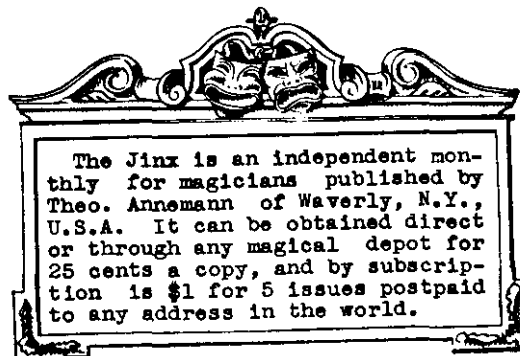 The Jinx is an independent mon-
thly for magicians published by
Theo. Annemann of Waverly, N.Y.,
U.S.A. It can be obtained direct
or through any magical depot for
25 cents a copy, and by subscrip-
tion is $1 for 5 issues postpaid
to any address in the world.